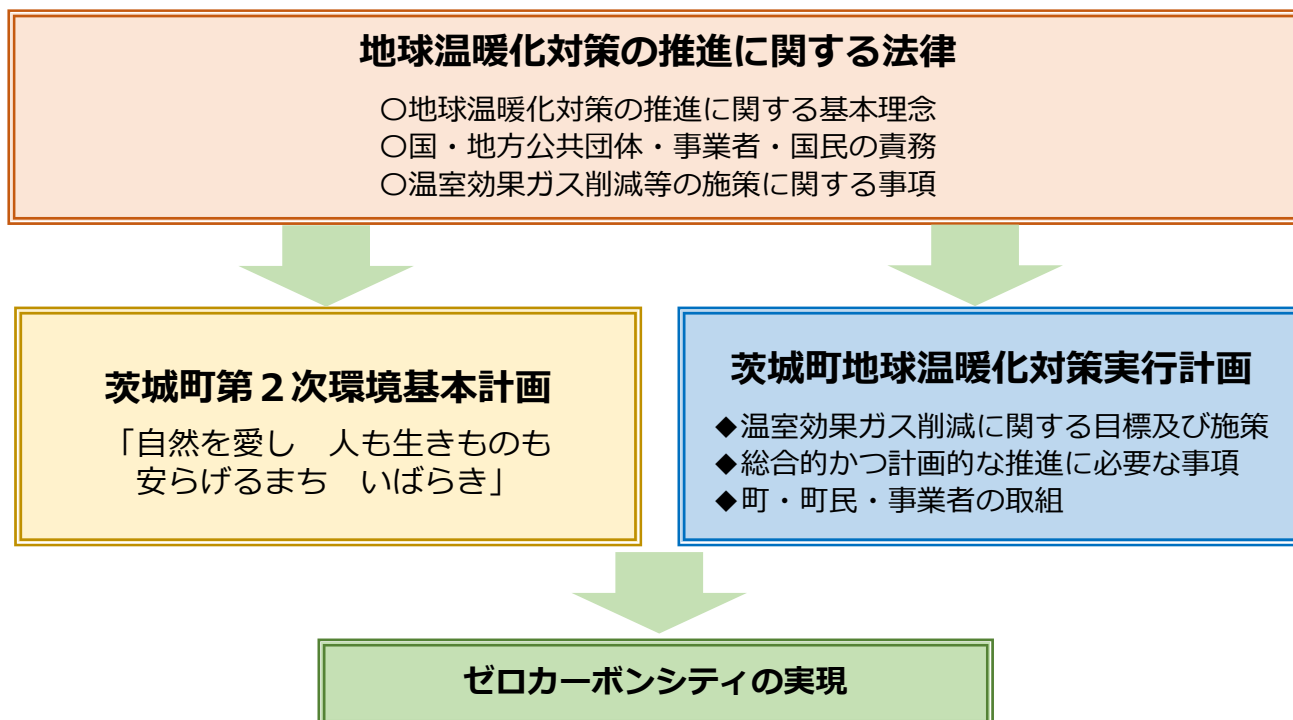 地球温暖化対策の推進に関する法律
〇地球温暖化対策の推進に関する基本理念
〇国・地方公共団体・事業者・国民の責務
〇温室効果ガス削減等の施策に関する事項
茨城町第２次環境基本計画
「自然を愛し　人も生きものも
安らげるまち　いばらき」
茨城町地球温暖化対策実行計画
◆温室効果ガス削減に関する目標及び施策
◆総合的かつ計画的な推進に必要な事項
◆町・町民・事業者の取組
ゼロカーボンシティの実現